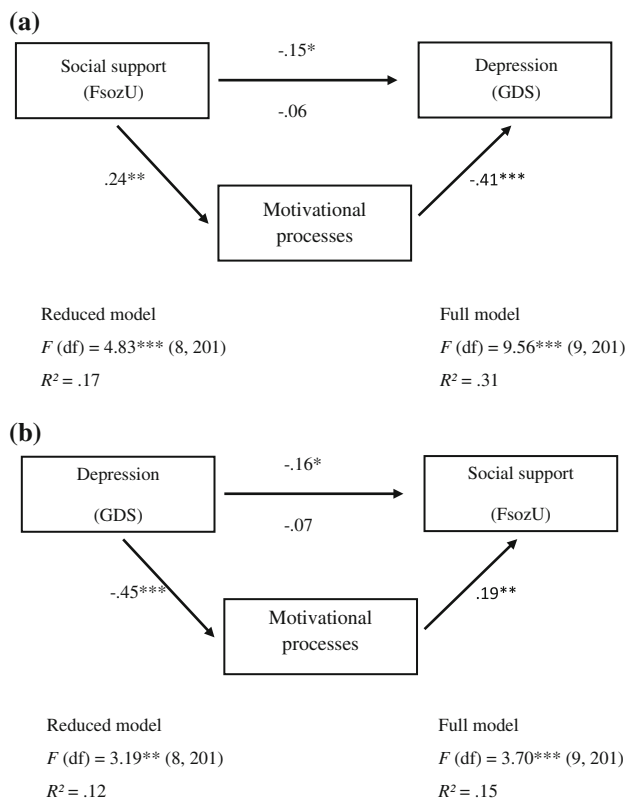 (a)
Social support
(FsozU)
-.15*
-.06
Depression
(GDS)
.24**
-.41***
Motivational
processes
Reduced model
F (df) = 4.83*** (8, 201)
R² = .17
Full model
F (df) = 9.56*** (9, 201)
R² = .31
(b)
Depression
(GDS)
-.16*
-.07
Social support
(FsozU)
-.45***
.19**
Motivational
processes
Reduced model
F (df) = 3.19** (8, 201)
R² = .12
Full model
F (df) = 3.70*** (9, 201)
R² = .15